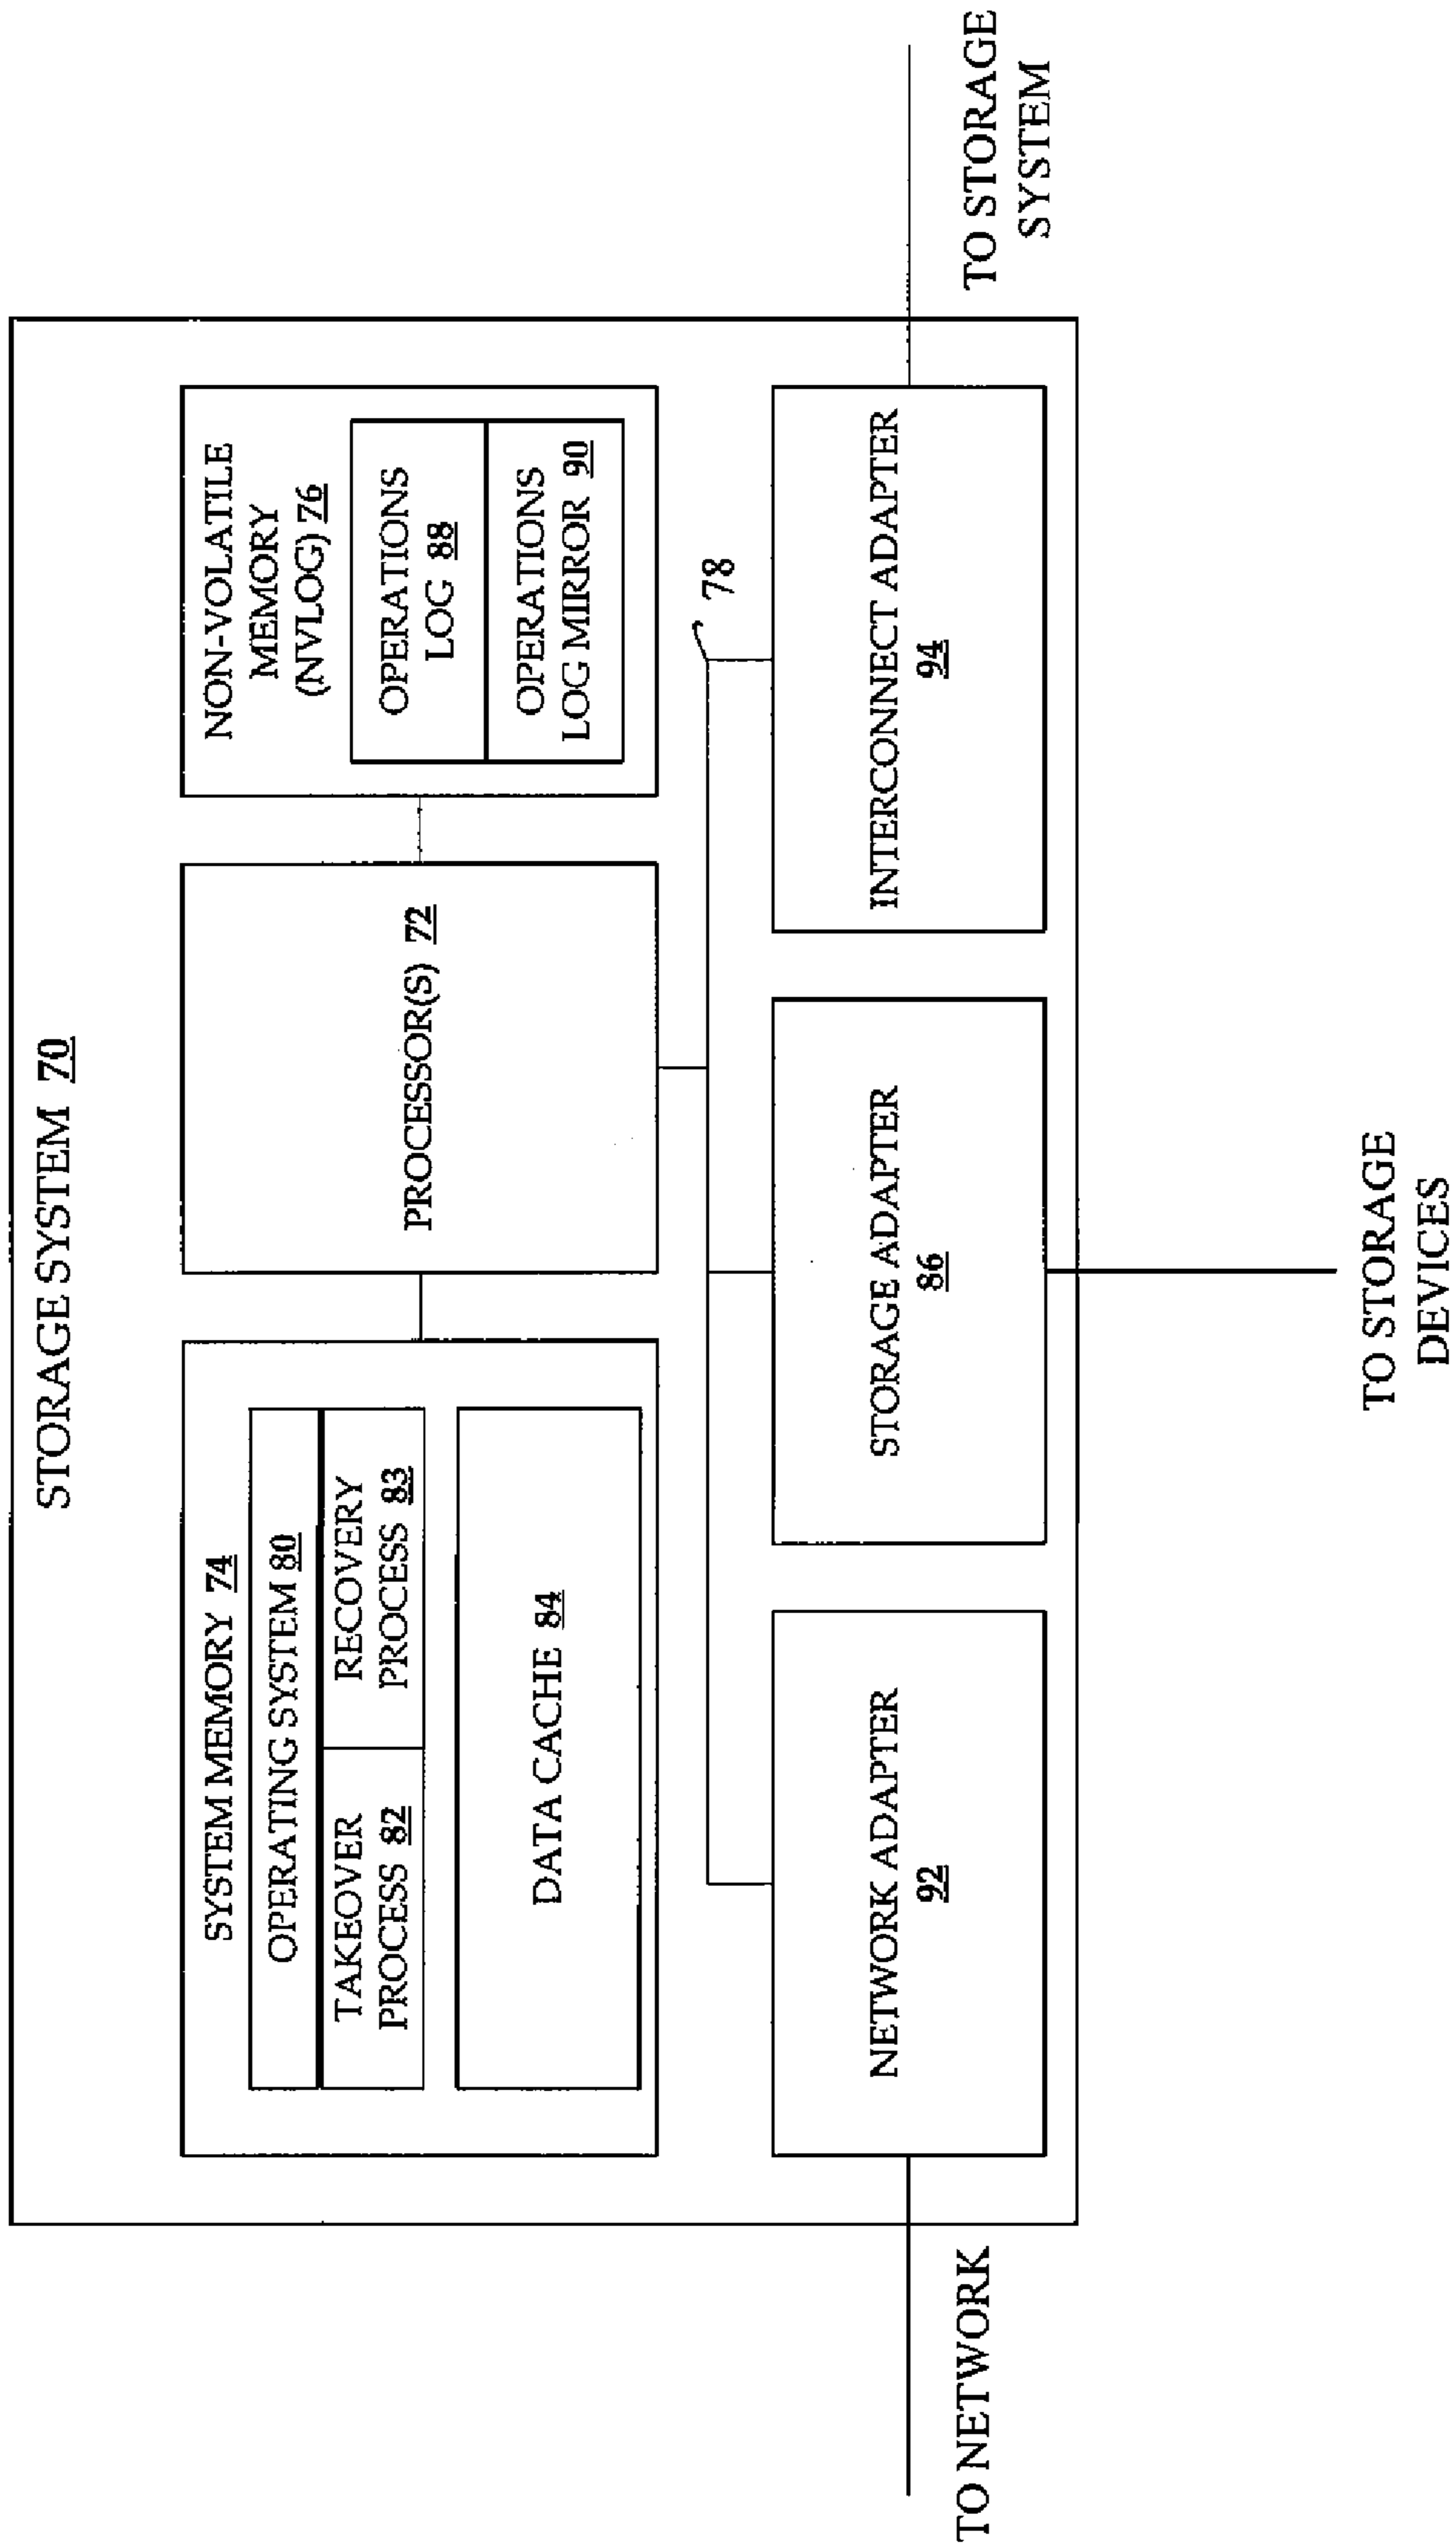 STORAGE SYSTEM 70
SYSTEM MEMORY 74
OPERATING SYSTEM 80
TAKEOVER
PROCESS 82
RECOVERY
PROCESS 83
DATA CACHE 84
PROCESSOR(S) 72
NON-VOLATILE
MEMORY
(NVLOG) 76
OPERATIONS
LOG 88
OPERATIONS
LOG MIRROR 90
78
NETWORK ADAPTER
92
STORAGE ADAPTER
86
INTERCONNECT ADAPTER
94
TO NETWORK
TO STORAGE
DEVICES
TO STORAGE
SYSTEM